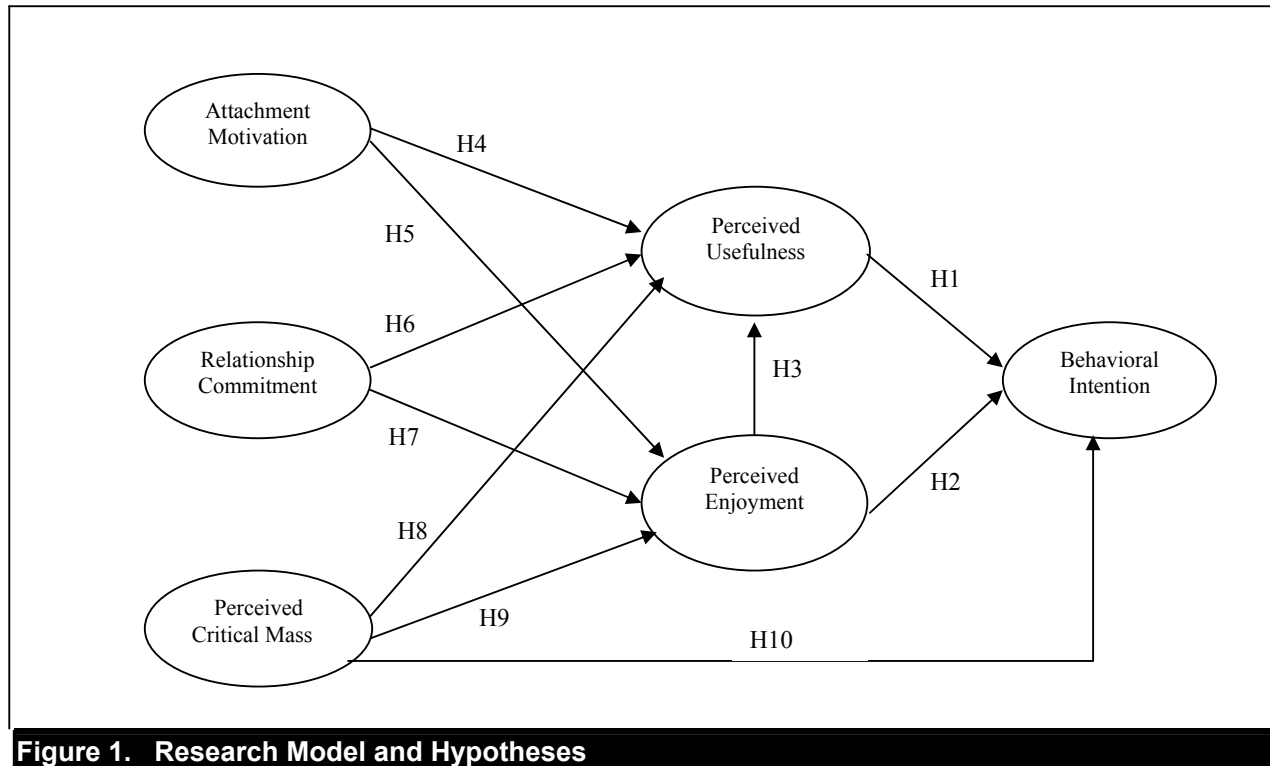 Attachment
Motivation
H4
H5
Perceived
Usefulness
H1
H6
Relationship
Commitment
H3
Behavioral
Intention
H7
Perceived
Enjoyment
H2
H8
Perceived
Critical Mass
H9
H10
Figure 1. Research Model and Hypotheses